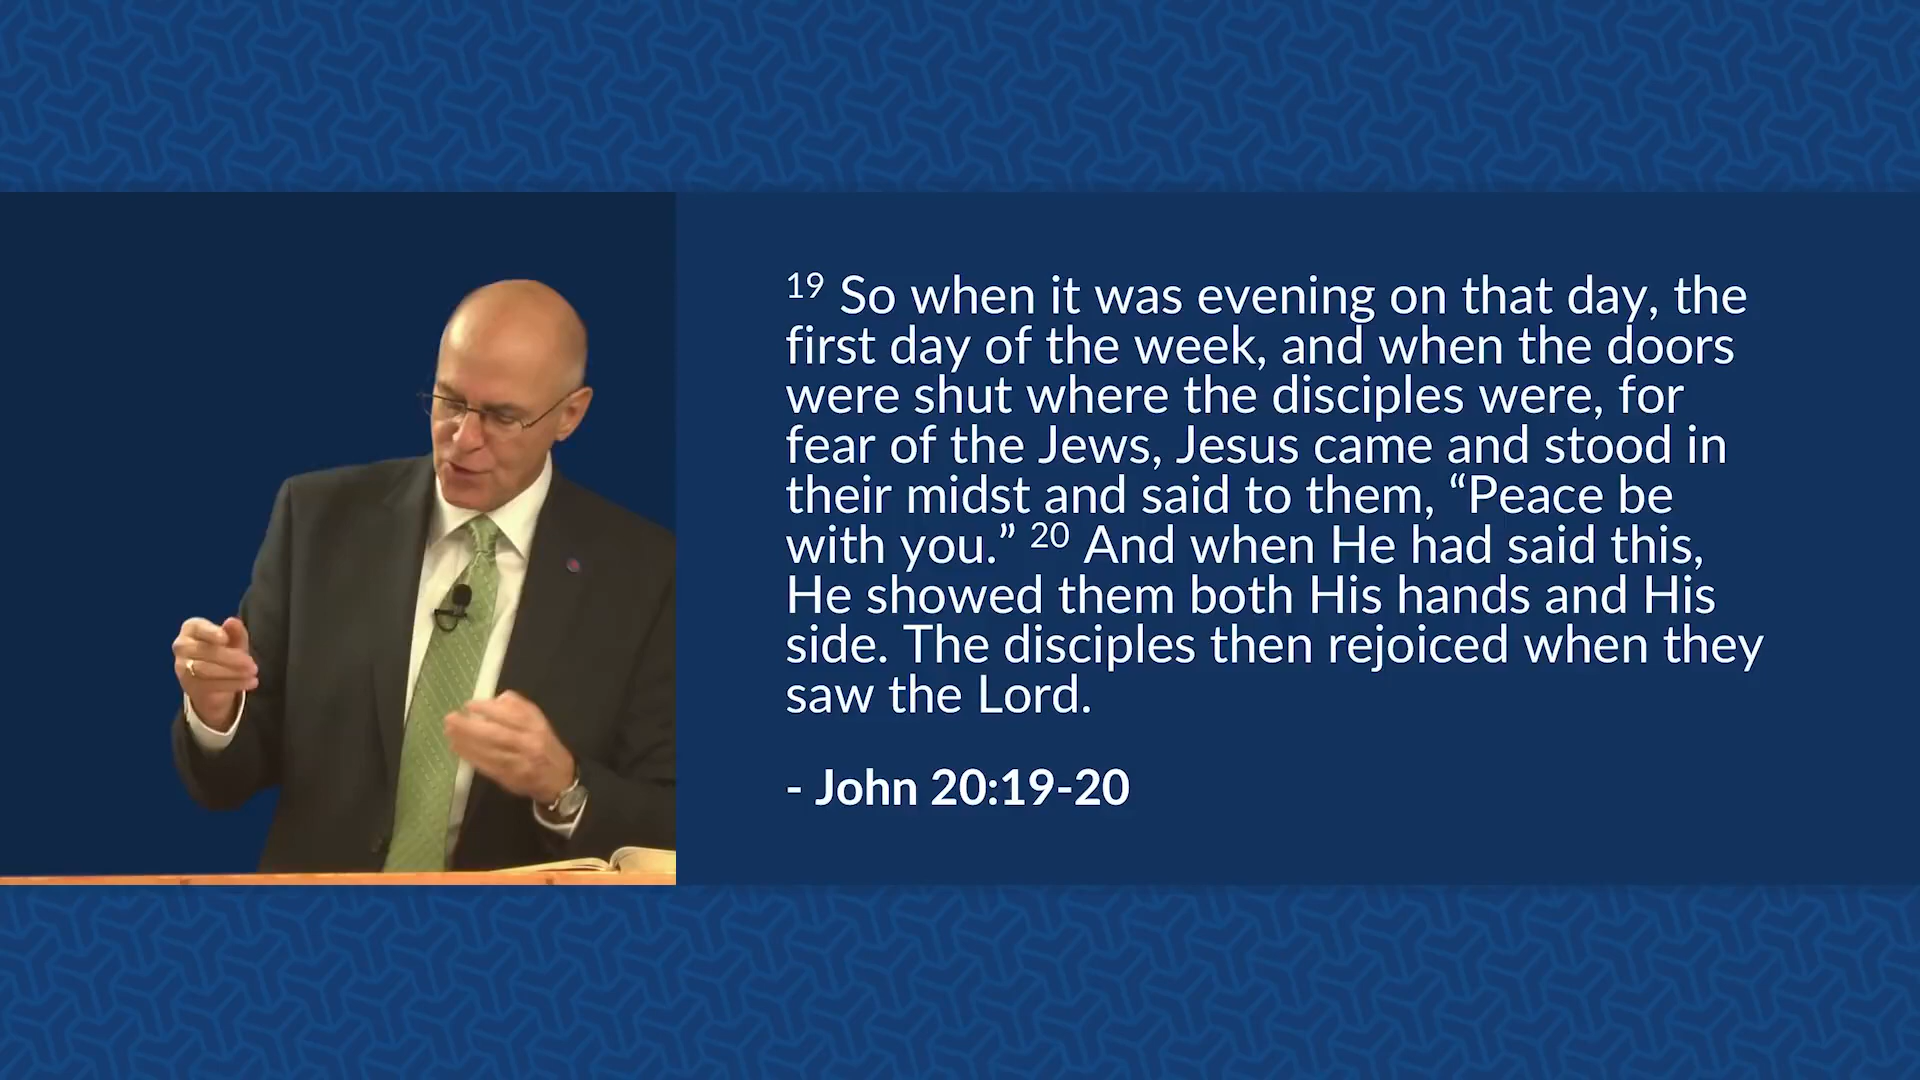 19 So when it was evening on that day, the
first day of the week, and when the doors
were shut where the disciples were, for
fear of the Jews, Jesus came and stood in
their midst and said to them, “Peace be
with you.” 20 And when He had said this,
He showed them both His hands and His
side. The disciples then rejoiced when they
saw the Lord.
- John 20:19-20